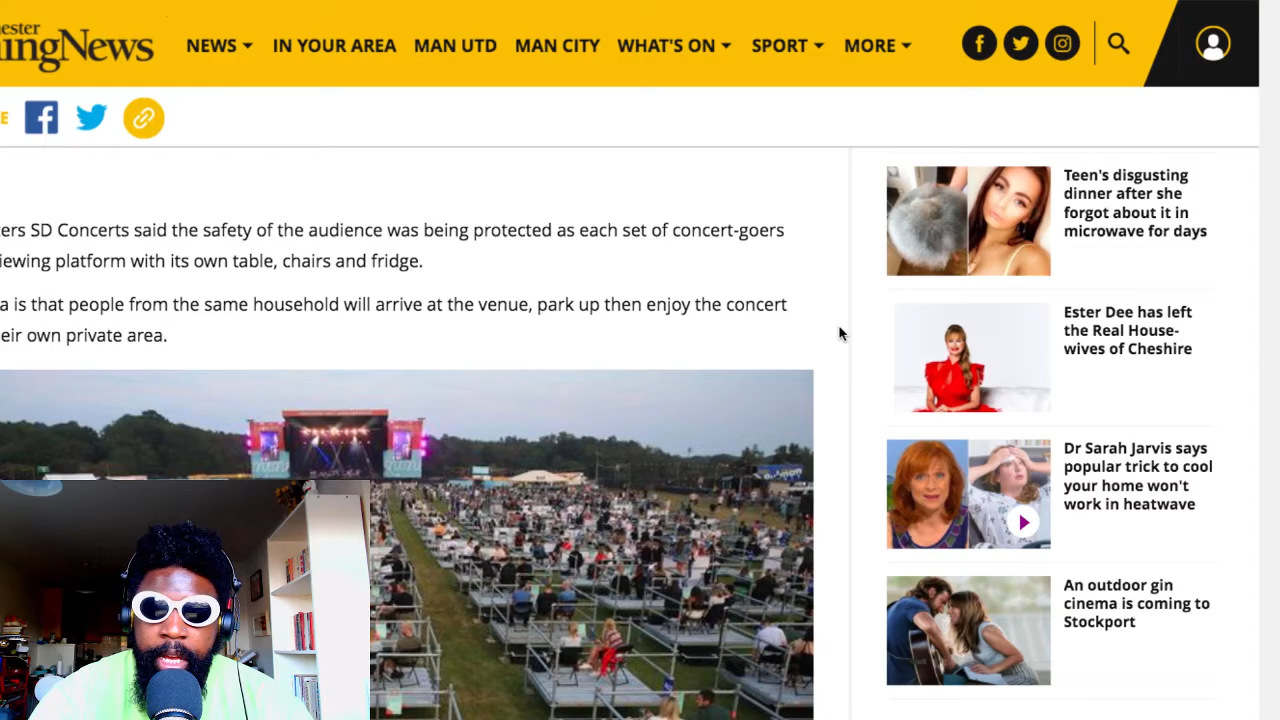 ester
ingNews
NEWS
IN YOUR AREA
MAN UTD
MAN CITY
WHAT'S ON
SPORT
MORE
E
ters SD Concerts said the safety of the audience was being protected as each set of concert-goers
iewing platform with its own table, chairs and fridge.
a is that people from the same household will arrive at the venue, park up then enjoy the concert
eir own private area.
Teen's disgusting
dinner after she
forgot about it in
microwave for days
Ester Dee has left
the Real House-
wives of Cheshire
Dr Sarah Jarvis says
popular trick to cool
your home won't
work in heatwave
An outdoor gin
cinema is coming to
Stockport